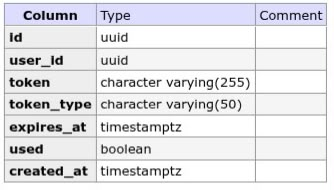 Column Type Comment
id uuid
user_id uuid
token character varying(255)
token_type character varying(50)
expires_at timestamptz
used boolean
created_at timestamptz